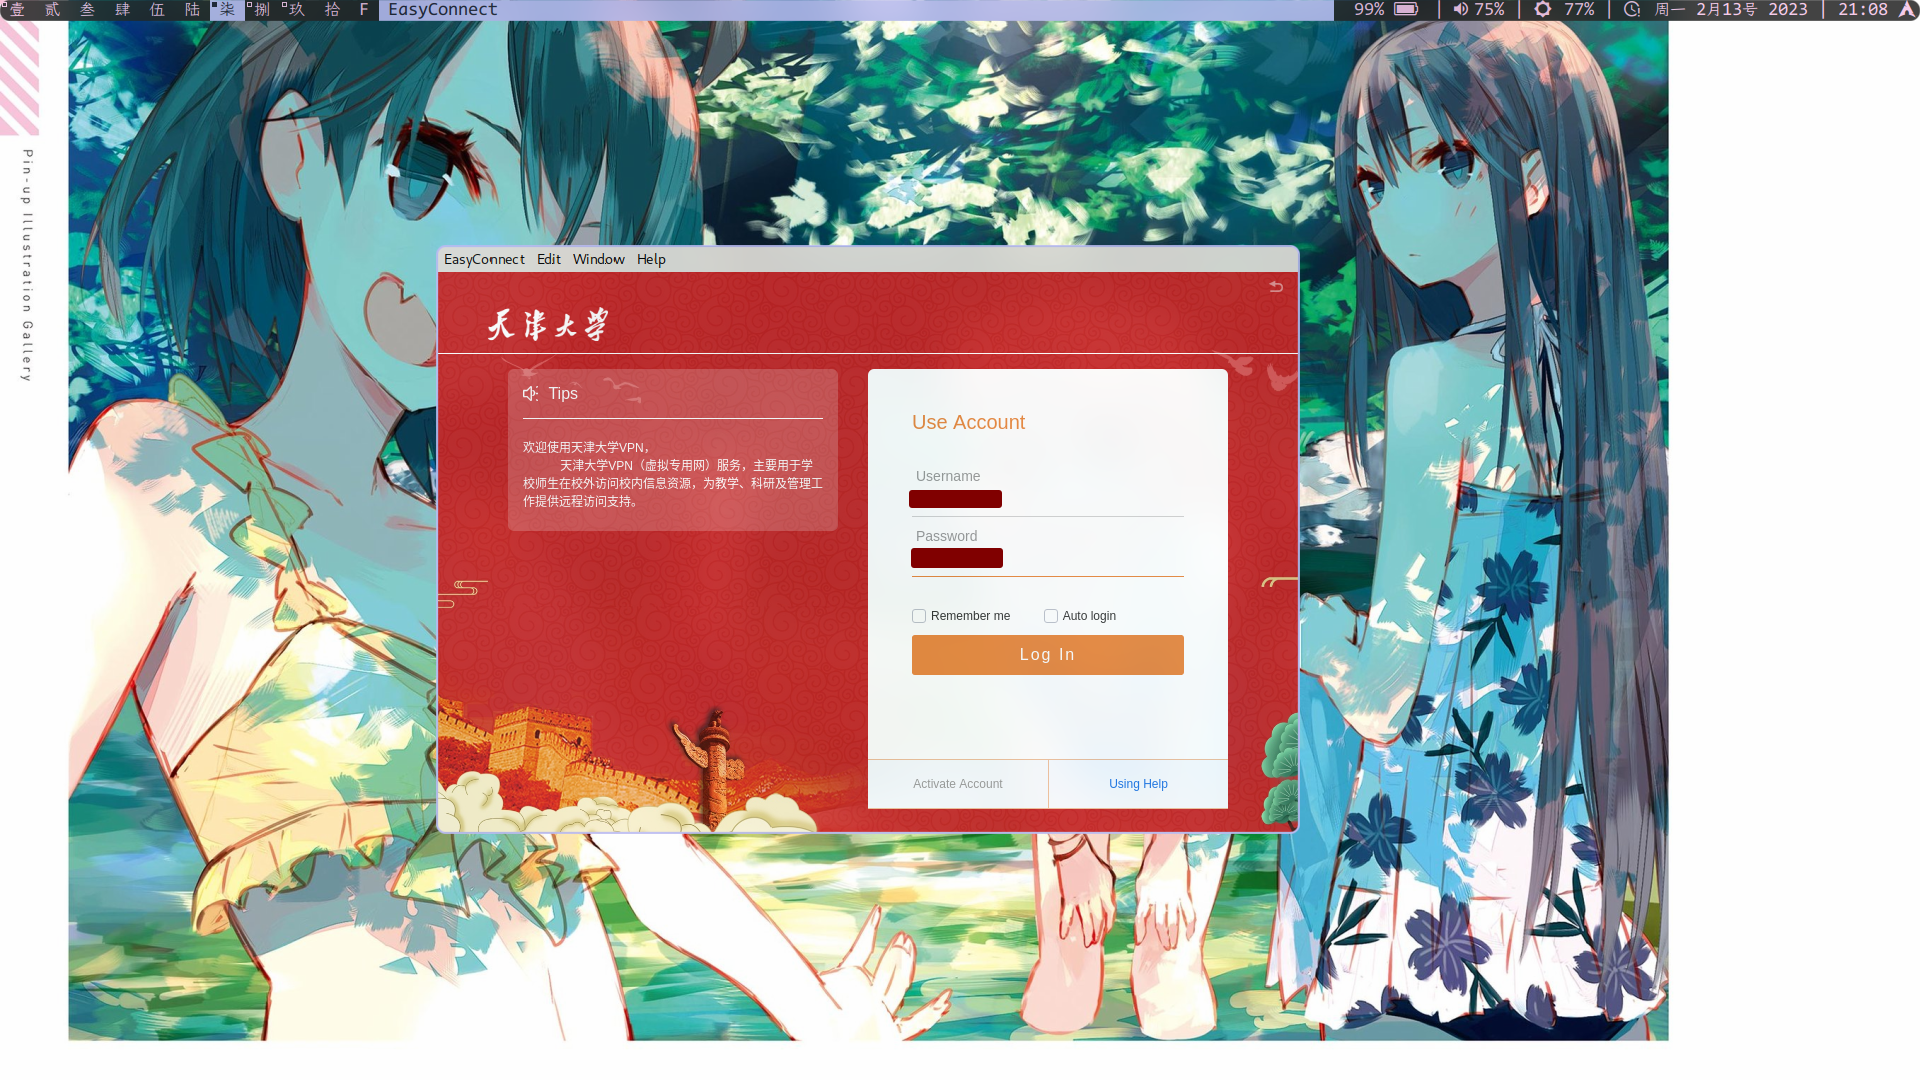 壹 贰 叁 肆 伍 陆 柒 捌 玖 拾 F EasyConnect 99% 75% 77% 周一 2月13号 2023 21:08
Pin-up Illustration Gallery
EasyConnect Edit Window Help
天津大学
Tips
欢迎使用天津大学VPN，
天津大学VPN（虚拟专用网）服务，主要用于学
校师生在校外访问校内信息资源，为教学、科研及管理工
作提供远程访问支持。
Use Account
Username
Password
Remember me Auto login
Log In
Activate Account Using Help